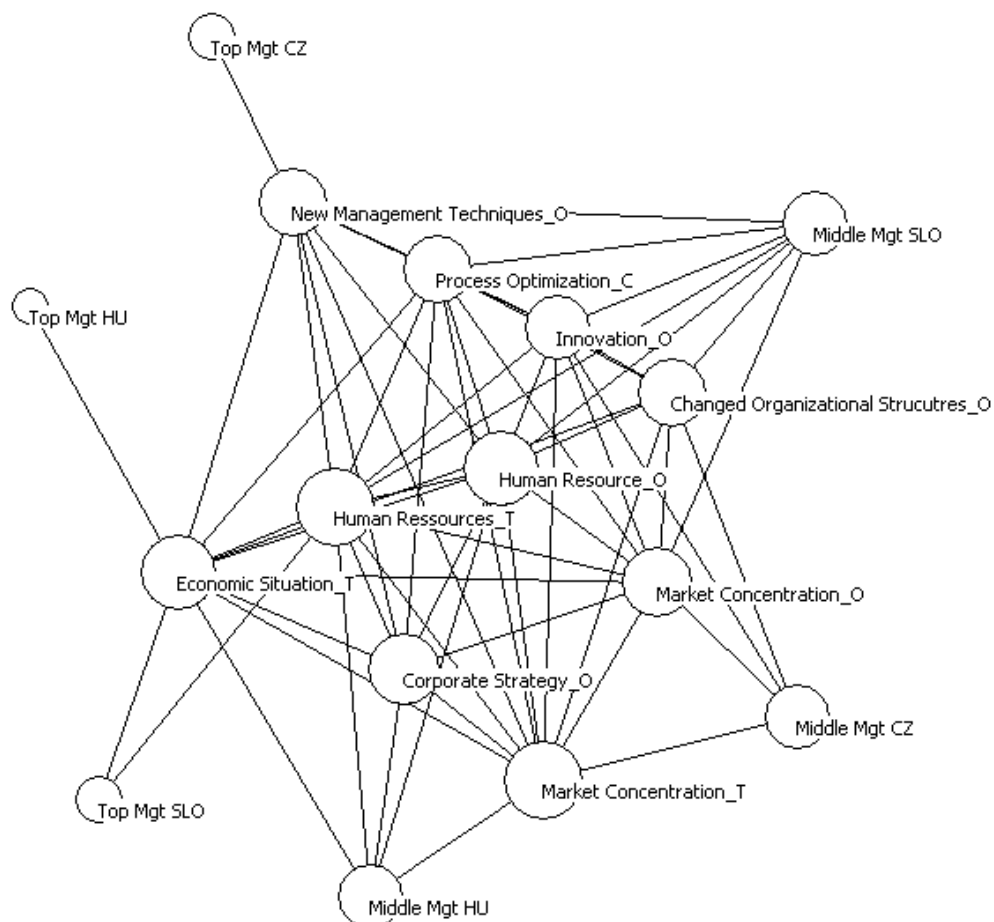 Top Mgt CZ
New Management Techniques_O
Middle Mgt SLO
Process Optimization_C
Top Mgt HU
Innovation_O
Changed Organizational Strucutres_O
Human Resource_O
Human Ressources_T
Economic Situation_T
Market Concentration_O
Corporate Strategy_O
Middle Mgt CZ
Market Concentration_T
Top Mgt SLO
Middle Mgt HU